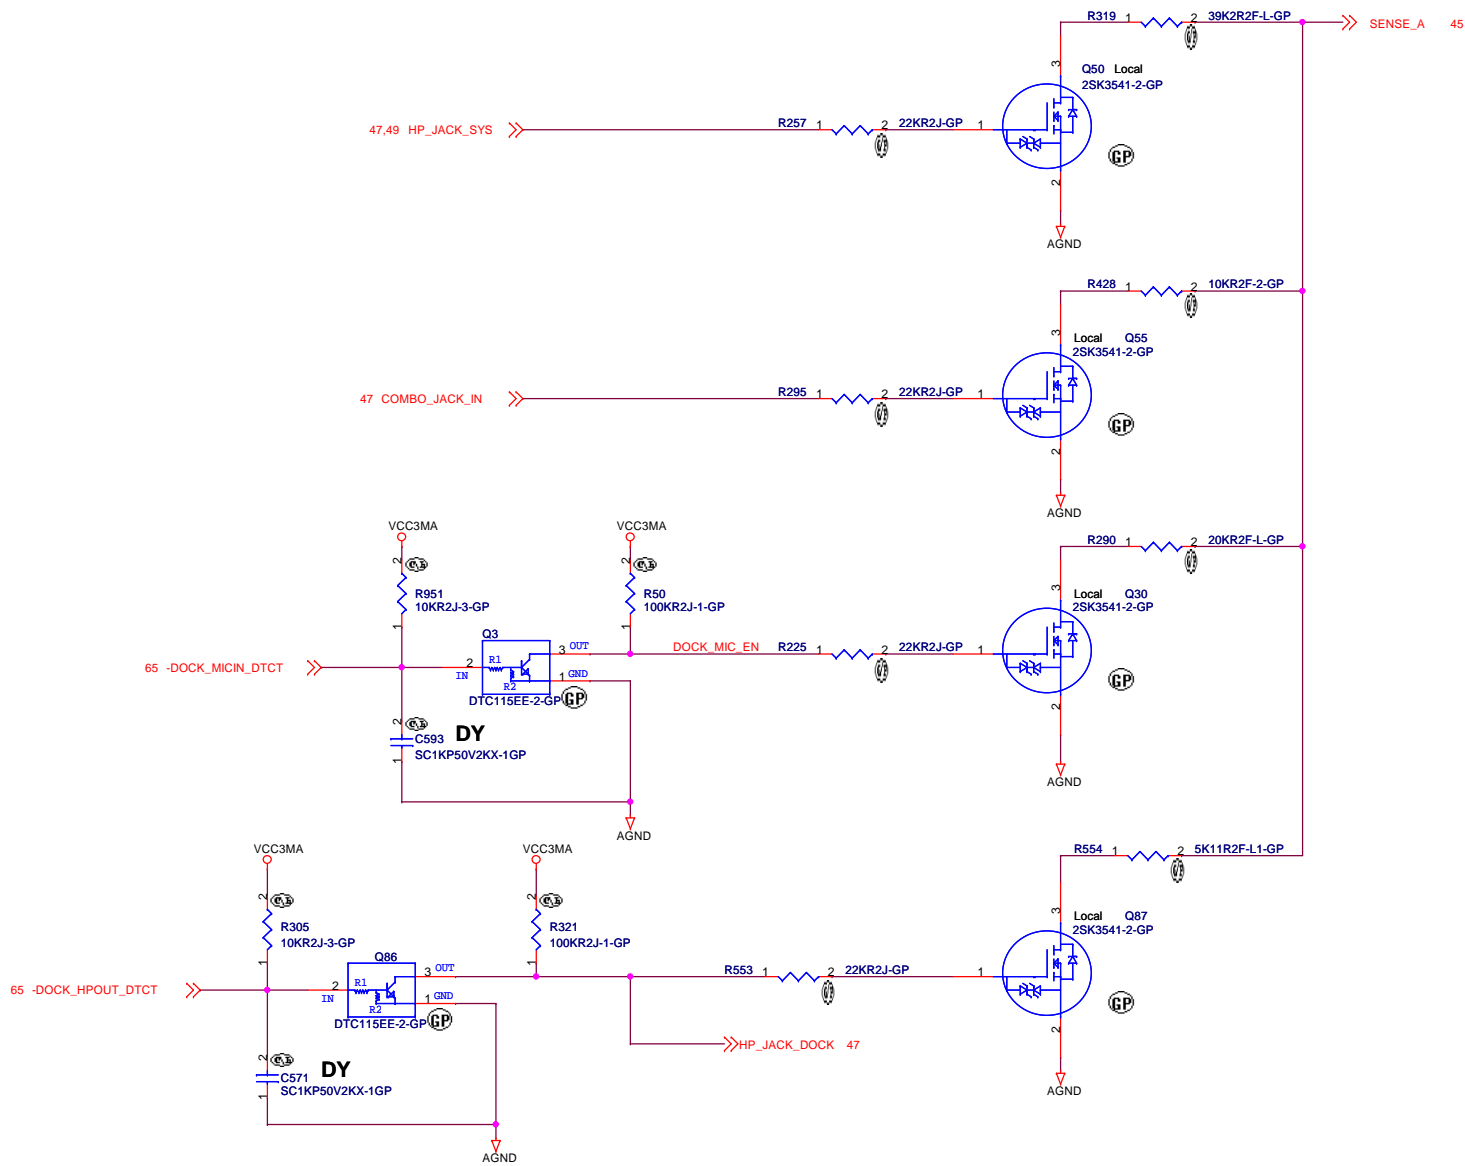 R319 1 2 39K2R2F-L-GP
SENSE_A 45
3
Q50 Local
2SK3541-2-GP
47,49 HP_JACK_SYS
R257 1 2 22KR2J-GP 1
GP
2
AGND
R428 1 2 10KR2F-2-GP
3
Local Q55
2SK3541-2-GP
47 COMBO_JACK_IN
R295 1 2 22KR2J-GP 1
GP
2
AGND
VCC3MA
VCC3MA
R290 1 2 20KR2F-L-GP
2
R951
10KR2J-3-GP
1
2
R50
100KR2J-1-GP
1
3
Local Q30
2SK3541-2-GP
65 -DOCK_MICIN_DTCT
Q3
2 IN
R1
R2
3 OUT
1 GND
DTC115EE-2-GP
GP
DOCK_MIC_EN
R225 1 2 22KR2J-GP 1
GP
2
AGND
2
C593
SC1KP50V2KX-1GP
1
DY
AGND
VCC3MA
VCC3MA
R554 1 2 5K11R2F-L1-GP
2
R305
10KR2J-3-GP
1
2
R321
100KR2J-1-GP
1
3
Local Q87
2SK3541-2-GP
65 -DOCK_HPOUT_DTCT
Q86
2 IN
R1
R2
3 OUT
1 GND
DTC115EE-2-GP
GP
R553 1 2 22KR2J-GP 1
GP
2
AGND
HP_JACK_DOCK 47
2
C571
SC1KP50V2KX-1GP
1
DY
AGND